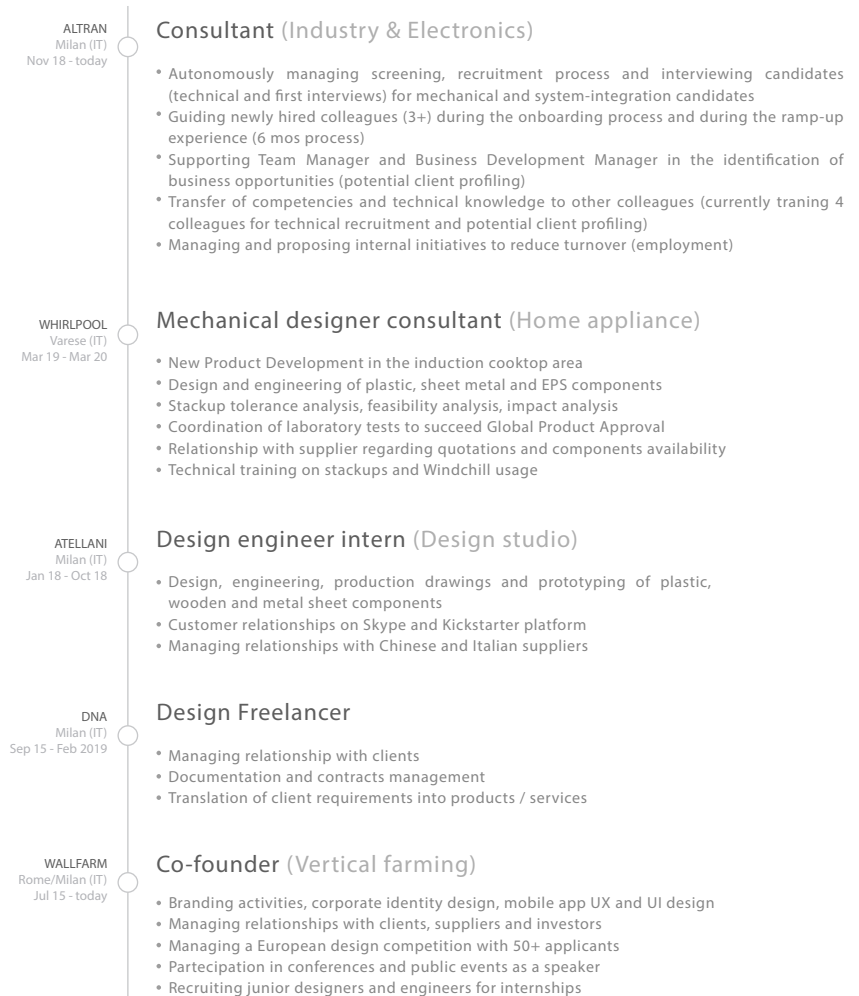 ALTRAN
Milan (IT)
Nov 18 - today
Consultant (Industry & Electronics)
• Autonomously managing screening, recruitment process and interviewing candidates
(technical and first interviews) for mechanical and system-integration candidates
• Guiding newly hired colleagues (3+) during the onboarding process and during the ramp-up
experience (6 mos process)
• Supporting Team Manager and Business Development Manager in the identification of
business opportunities (potential client profiling)
• Transfer of competencies and technical knowledge to other colleagues (currently traning 4
colleagues for technical recruitment and potential client profiling)
• Managing and proposing internal initiatives to reduce turnover (employment)
WHIRLPOOL
Varese (IT)
Mar 19 - Mar 20
Mechanical designer consultant (Home appliance)
• New Product Development in the induction cooktop area
• Design and engineering of plastic, sheet metal and EPS components
• Stackup tolerance analysis, feasibility analysis, impact analysis
• Coordination of laboratory tests to succeed Global Product Approval
• Relationship with supplier regarding quotations and components availability
• Technical training on stackups and Windchill usage
ATELLANI
Milan (IT)
Jan 18 - Oct 18
Design engineer intern (Design studio)
• Design, engineering, production drawings and prototyping of plastic,
wooden and metal sheet components
• Customer relationships on Skype and Kickstarter platform
• Managing relationships with Chinese and Italian suppliers
DNA
Milan (IT)
Sep 15 - Feb 2019
Design Freelancer
• Managing relationship with clients
• Documentation and contracts management
• Translation of client requirements into products / services
WALLFARM
Rome/Milan (IT)
Jul 15 - today
Co-founder (Vertical farming)
• Branding activities, corporate identity design, mobile app UX and UI design
• Managing relationships with clients, suppliers and investors
• Managing a European design competition with 50+ applicants
• Partecipation in conferences and public events as a speaker
• Recruiting junior designers and engineers for internships